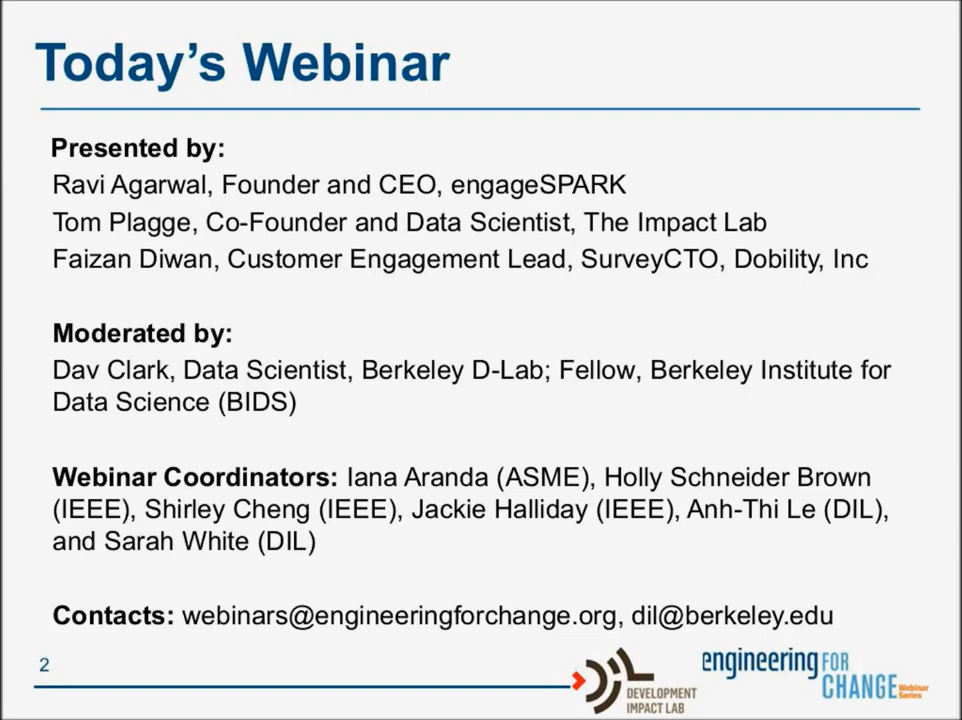 Today's Webinar
Presented by:
Ravi Agarwal, Founder and CEO, engageSPARK
Tom Plagge, Co-Founder and Data Scientist, The Impact Lab
Faizan Diwan, Customer Engagement Lead, SurveyCTO, Dobility, Inc
Moderated by:
Dav Clark, Data Scientist, Berkeley D-Lab; Fellow, Berkeley Institute for
Data Science (BIDS)
Webinar Coordinators: Iana Aranda (ASME), Holly Schneider Brown
(IEEE), Shirley Cheng (IEEE), Jackie Halliday (IEEE), Anh-Thi Le (DIL),
and Sarah White (DIL)
Contacts: webinars@engineeringforchange.org, dil@berkeley.edu
2
DIL
DEVELOPMENT
IMPACT LAB
engineering FOR
CHANGE Webinar
Series